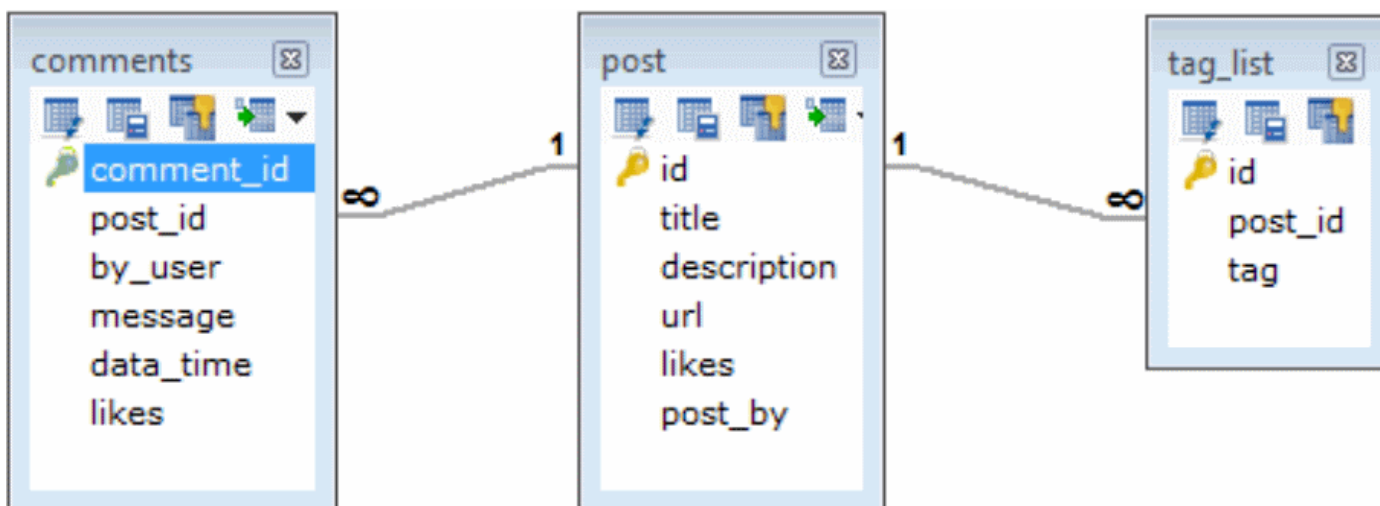 comments
comment_id
post_id
by_user
message
data_time
likes
∞
1
post
id
title
description
url
likes
post_by
1
∞
tag_list
id
post_id
tag